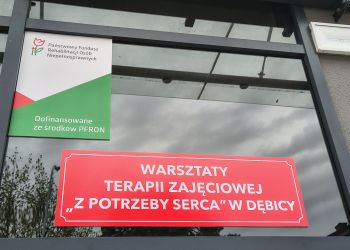 Państwowy Fundusz
Rehabilitacji Osób
Niepełnosprawnych
Dofinansowane
ze środków PFRON
WARSZTATY
TERAPII ZAJĘCIOWEJ
„Z POTRZEBY SERCA” W DĘBICY